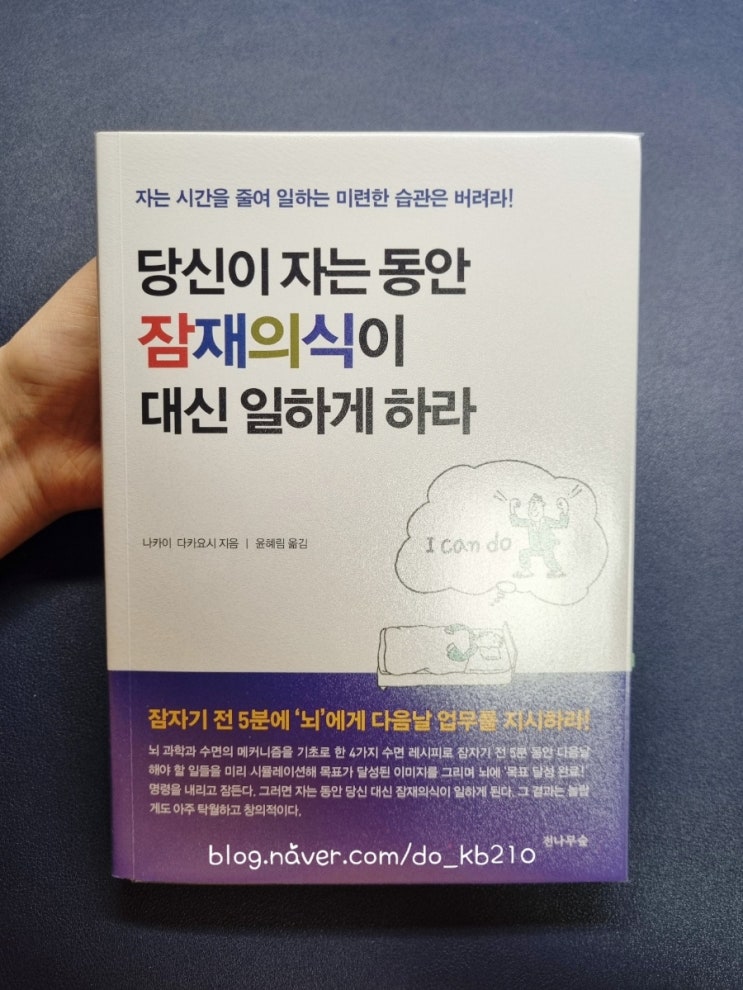 자는 시간을 줄여 일하는 미련한 습관은 버려라!
당신이 자는 동안
잠재의식이
대신 일하게 하라
나카이 다카요시 지음 | 윤혜림 옮김
I can do
잠자기 전 5분에 '뇌'에게 다음날 업무를 지시하라!
뇌 과학과 수면의 메커니즘을 기초로 한 4가지 수면 레시피로 잠자기 전 5분 동안 다음날
해야 할 일들을 미리 시뮬레이션해 목표가 달성된 이미지를 그리며 뇌에 '목표 달성 완료!'
명령을 내리고 잠든다. 그러면 자는 동안 당신 대신 잠재의식이 일하게 된다. 그 결과는 놀랍
게도 아주 탁월하고 창의적이다.
전나무숲
blog.naver.com/do_kb210